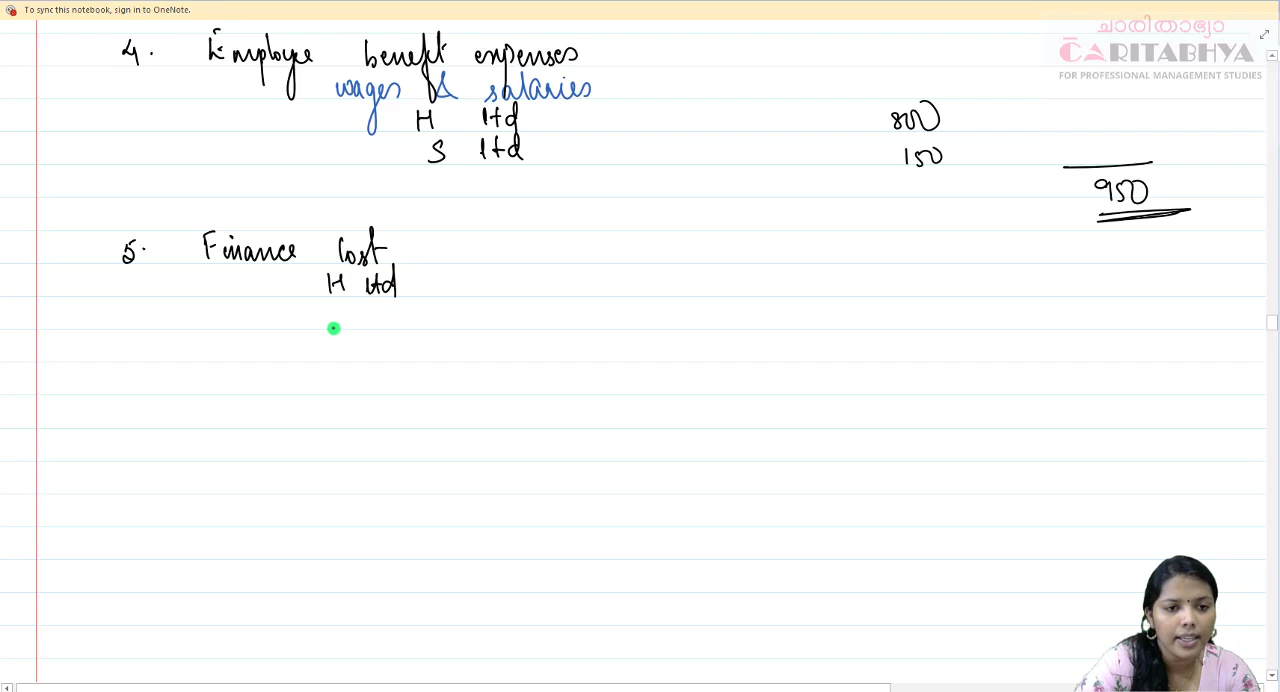 To sync this notebook, sign in to OneNote.
ചാരിതാഭ്യാ
CARITABHYA
FOR PROFESSIONAL MANAGEMENT STUDIES
4. Employee benefit expenses
wages & salaries
H ltd 800
S ltd 150
950
5. Finance Cost
H ltd